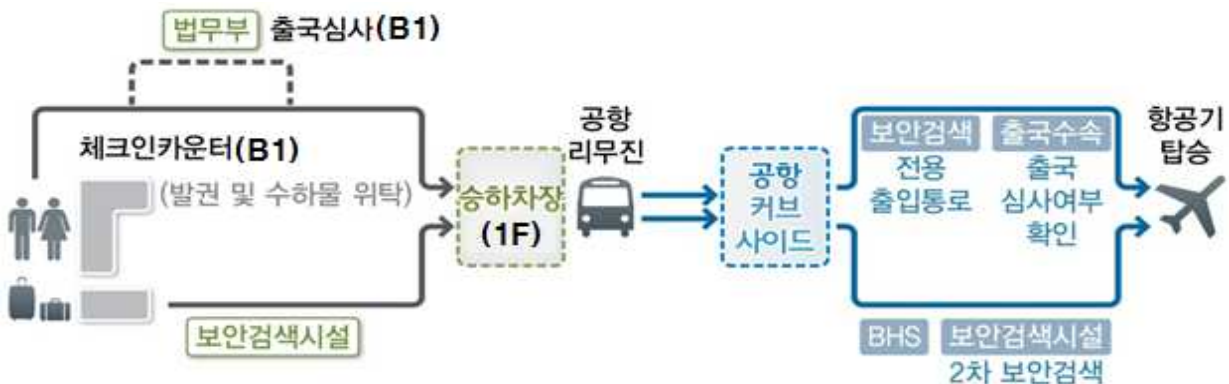 법무부 출국심사(B1)
체크인카운터(B1)
(발권 및 수하물 위탁)
보안검색시설
승하차장
(1F)
공항
리무진
공항
커브
사이드
보안검색
전용
출입통로
출국수속
출국
심사여부
확인
BHS 보안검색시설
2차 보안검색
항공기
탑승